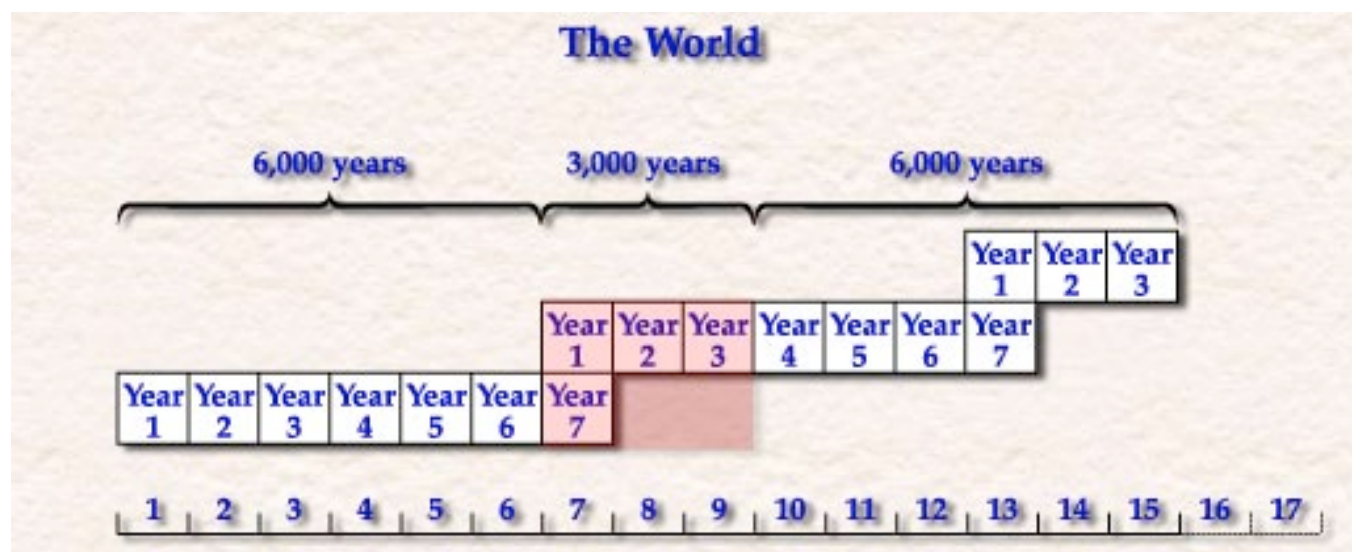 The World
6,000 years 3,000 years 6,000 years
Year Year Year
1 2 3
Year Year Year Year Year Year Year
1 2 3 4 5 6 7
Year Year Year Year Year Year Year
1 2 3 4 5 6 7
1 2 3 4 5 6 7 8 9 10 11 12 13 14 15 16 17